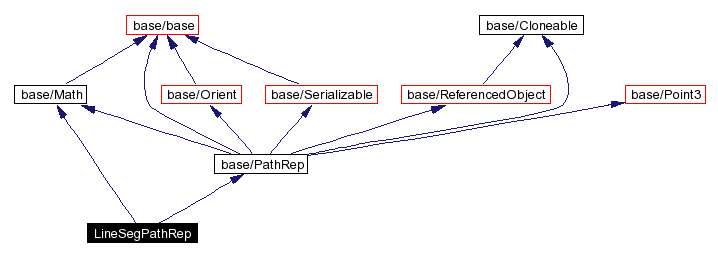 base/base
base/Cloneable
base/Math
base/Orient
base/Serializable
base/ReferencedObject
base/Point3
base/PathRep
LineSegPathRep